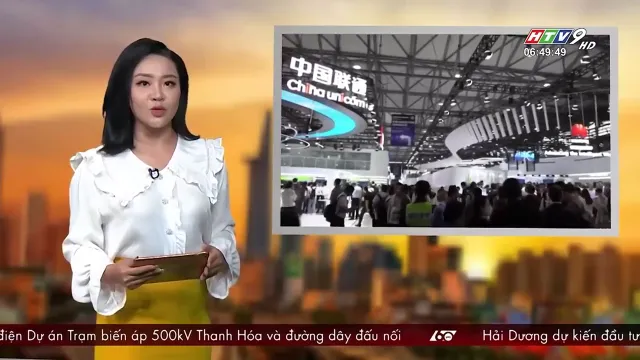 HTV9 HD
06:49:49
中国联通
China unicom
điện Dự án Trạm biến áp 500kV Thanh Hóa và đường dây đấu nối 60 Hải Dương dự kiến đầu tư